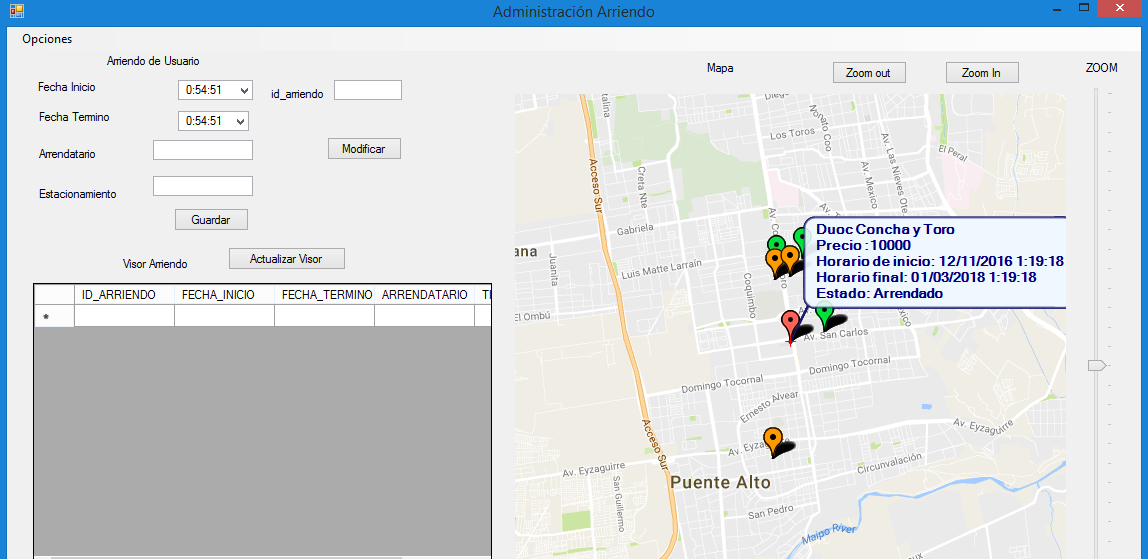 Administración Arriendo
Opciones
Arriendo de Usuario
Fecha Inicio
0:54:51
id_arriendo
Fecha Termino
0:54:51
Arrendatario
Modificar
Estacionamiento
Guardar
Visor Arriendo
Actualizar Visor
ID_ARRIENDO FECHA_INICIO FECHA_TERMINO ARRENDATARIO
*
Mapa
Zoom out
Zoom In
ZOOM
Diego
Los Toros
Nonato Coo
Av. Las Nieves Ote.
El Peral
Av. Mexico
Creta Nte
Acceso Sur
Gabriela
Juanita
Luis Matte Larraín
Coquimbo
El Ombú
Duoc Concha y Toro
Precio :10000
Horario de inicio: 12/11/2016 1:19:18
Horario final: 01/03/2018 1:19:18
Estado: Arrendado
Av. San Carlos
Domingo Tocornal
Domingo Tocornal
Ernesto Alvear
Acceso Sur
Av. Eyzaguirre
Av. Eyzaguirre
Circunvalación
Av. Eyzaguirre
Puente Alto
San Guillermo
San Pedro
Maipo River